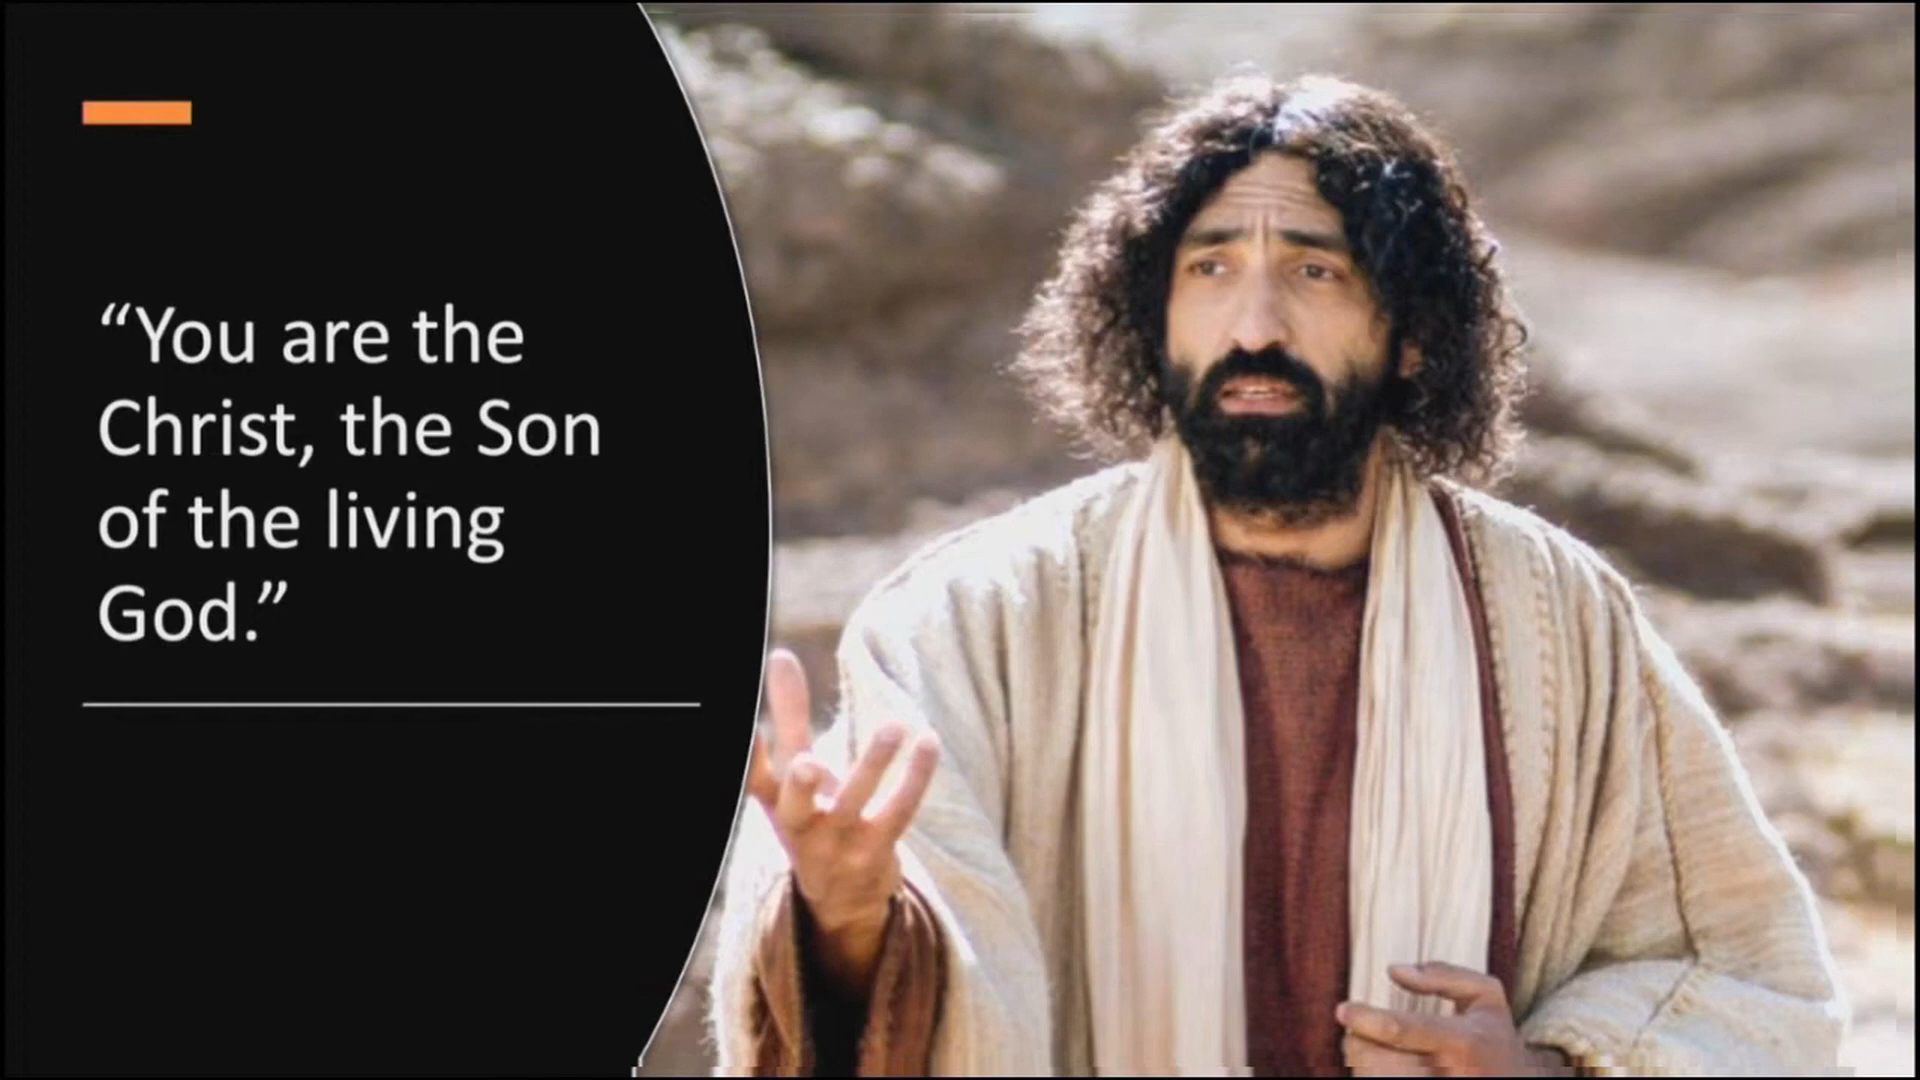 “You are the
Christ, the Son
of the living
God.”